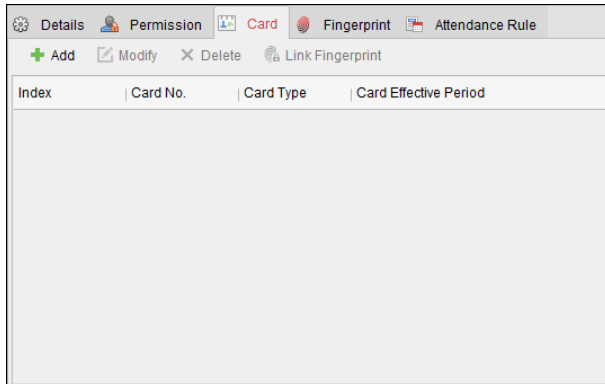 Details Permission Card Fingerprint Attendance Rule
Add Modify Delete Link Fingerprint
Index Card No. Card Type Card Effective Period